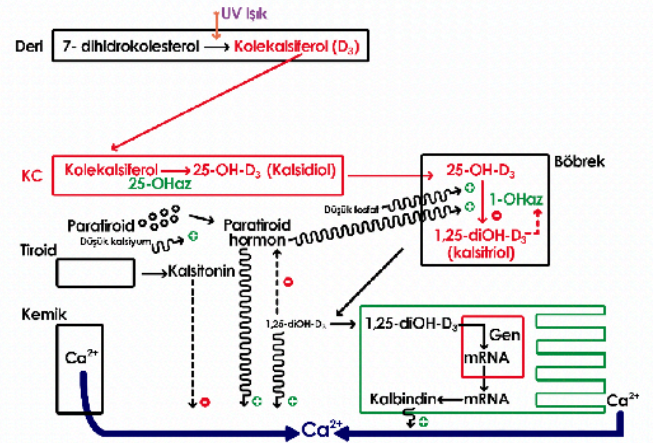 UV Işık
Deri
7- dihidrokolesterol
Kolekalsiferol (D₃)
KC
Kolekalsiferol
25-OH-D₃ (Kalsidiol)
25-OHaz
Böbrek
25-OH-D₃
1-OHaz
1,25-diOH-D₃
(kalsitriol)
Düşük fosfat
Paratiroid
Düşük kalsiyum
Paratiroid
hormon
Tiroid
Kalsitonin
Kemik
Ca²⁺
1,25-diOH-D₃
1,25-diOH-D₃
Gen
mRNA
Kalbindin
mRNA
Ca²⁺
Ca²⁺